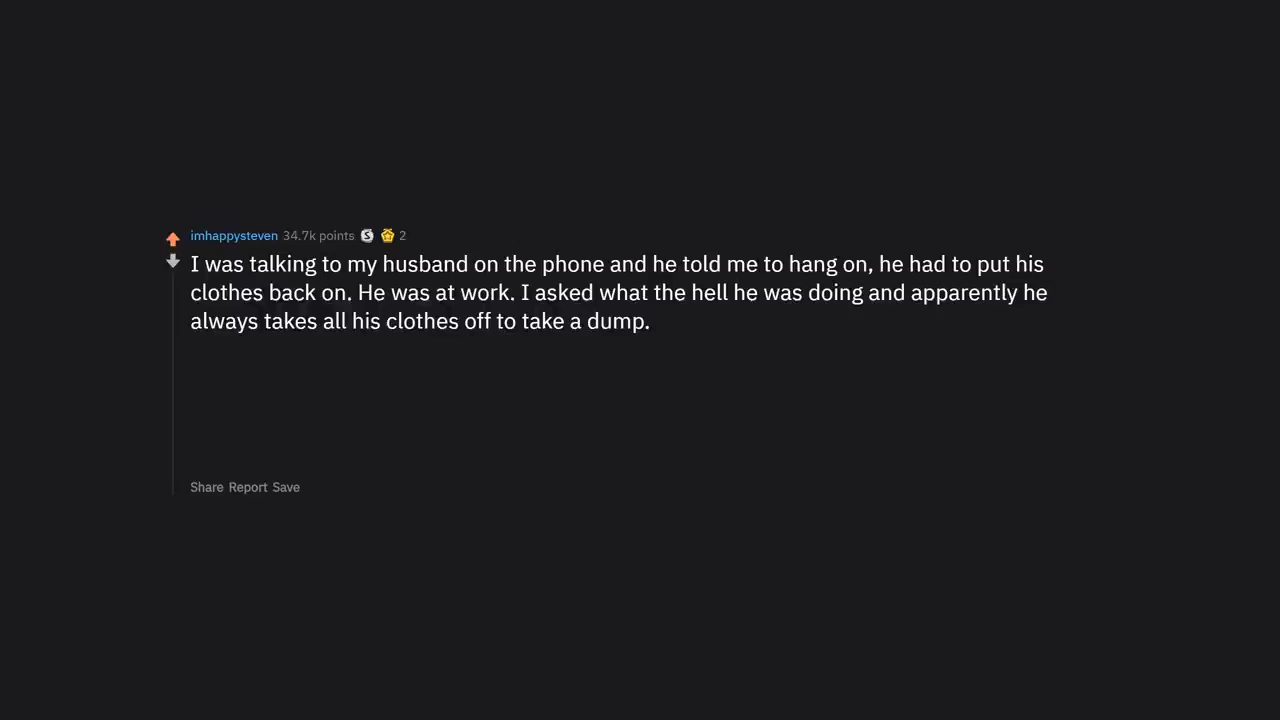 imhappysteven 34.7k points S 2
I was talking to my husband on the phone and he told me to hang on, he had to put his
clothes back on. He was at work. I asked what the hell he was doing and apparently he
always takes all his clothes off to take a dump.
Share Report Save